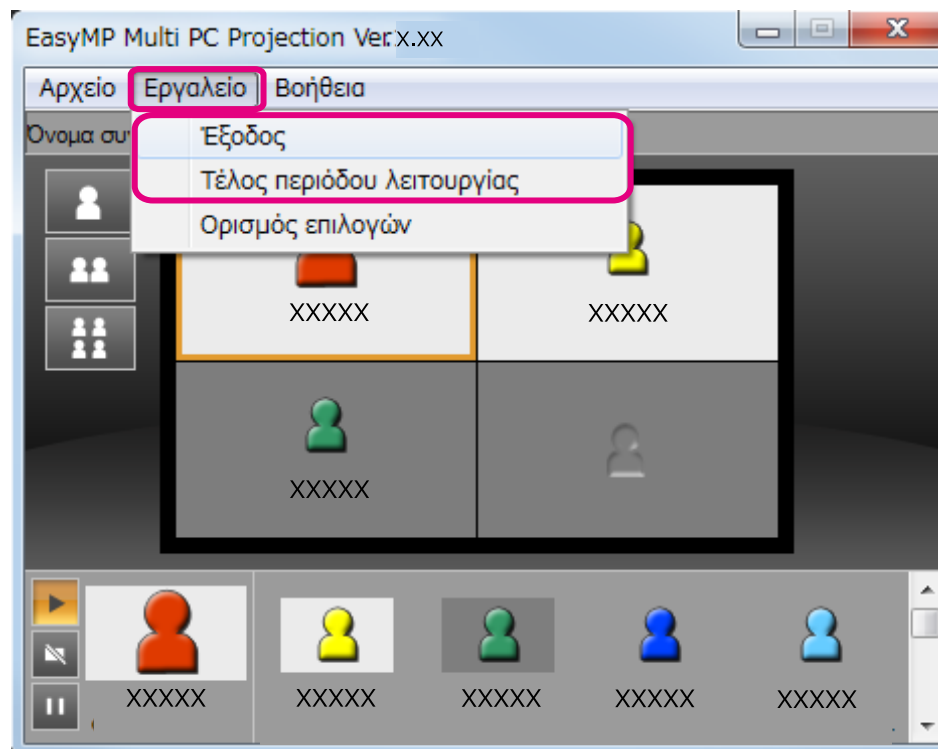 EasyMP Multi PC Projection Ver.x.xx
Αρχείο Εργαλείο Βοήθεια
Όνομα
Έξοδος
Τέλος περιόδου λειτουργίας
Ορισμός επιλογών
XXXXX XXXXX
XXXXX
XXXXX XXXXX XXXXX XXXXX XXXXX